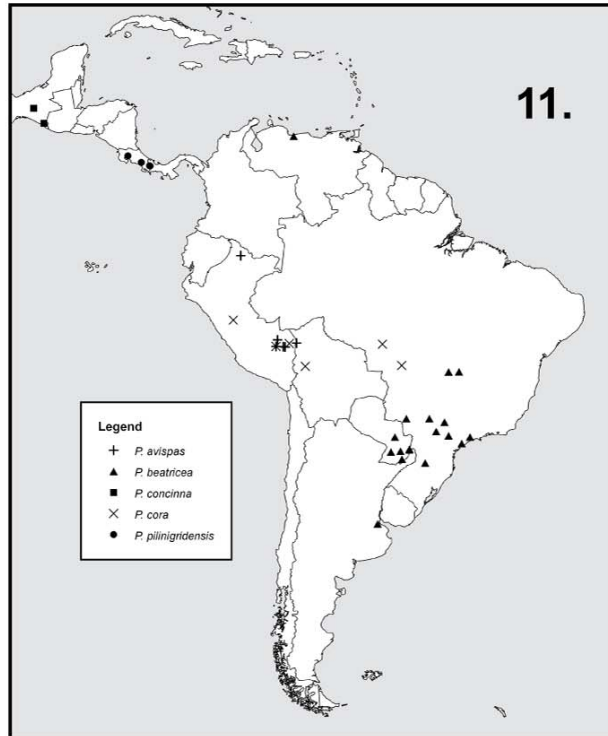 11.
Legend
P. avispas
P. beatricea
P. concinna
P. cora
P. pilinigridensis